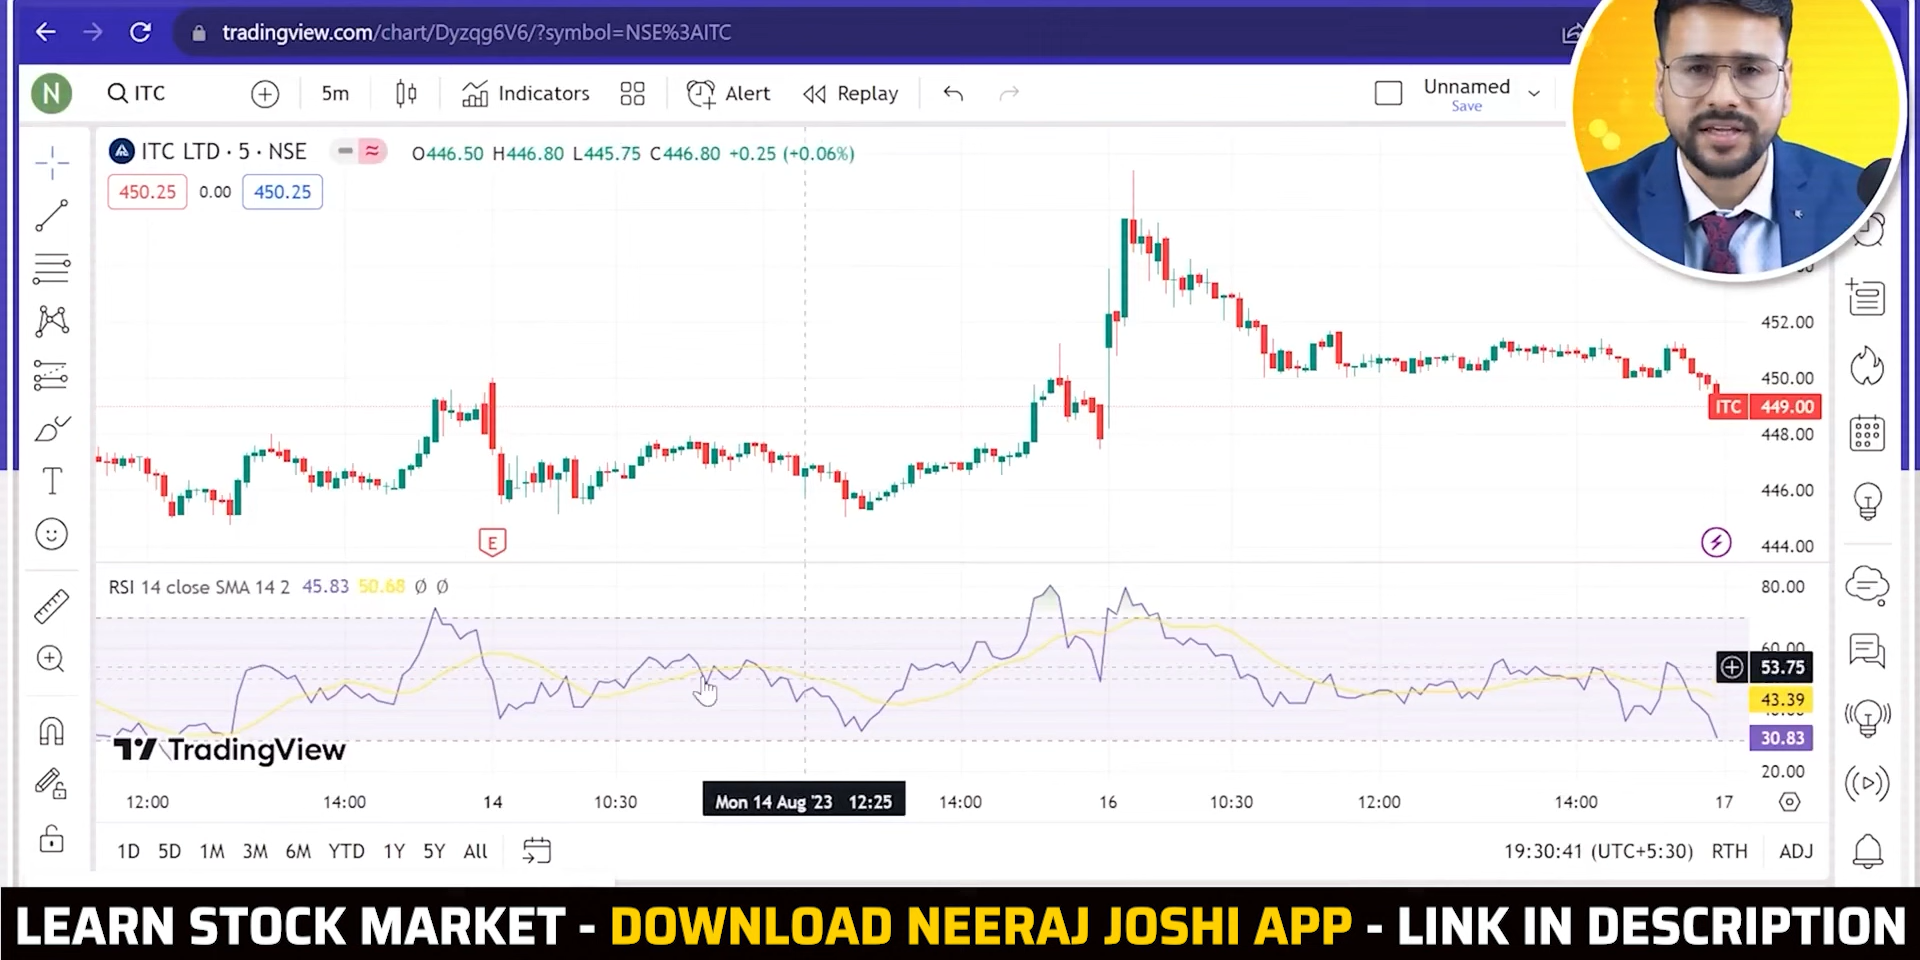 tradingview.com/chart/Dyzqg6V6/?symbol=NSE%3AITC
N ITC 5m Indicators Alert Replay Unnamed
Save
ITC LTD · 5 · NSE O446.50 H446.80 L445.75 C446.80 +0.25 (+0.06%)
450.25 0.00 450.25
452.00
450.00
ITC 449.00
448.00
446.00
E
444.00
RSI 14 close SMA 14 2 45.83 50.68 Ø Ø
80.00
60.00
53.75
43.39
30.83
20.00
TradingView
12:00 14:00 14 10:30 Mon 14 Aug '23 12:25 14:00 16 10:30 12:00 14:00 17
1D 5D 1M 3M 6M YTD 1Y 5Y All 19:30:41 (UTC+5:30) RTH ADJ
LEARN STOCK MARKET - DOWNLOAD NEERAJ JOSHI APP - LINK IN DESCRIPTION